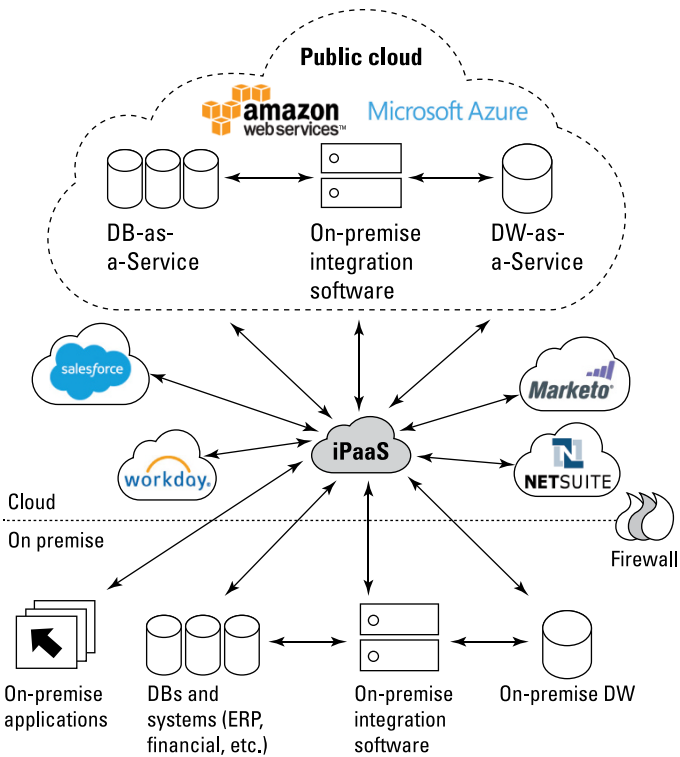 Public cloud
amazon
webservices™
Microsoft Azure
DB-as-
a-Service
On-premise
integration
software
DW-as-
a-Service
salesforce
Marketo
iPaaS
workday.
N
NETSUITE
Cloud
On premise
Firewall
On-premise
applications
DBs and
systems (ERP,
financial, etc.)
On-premise
integration
software
On-premise DW